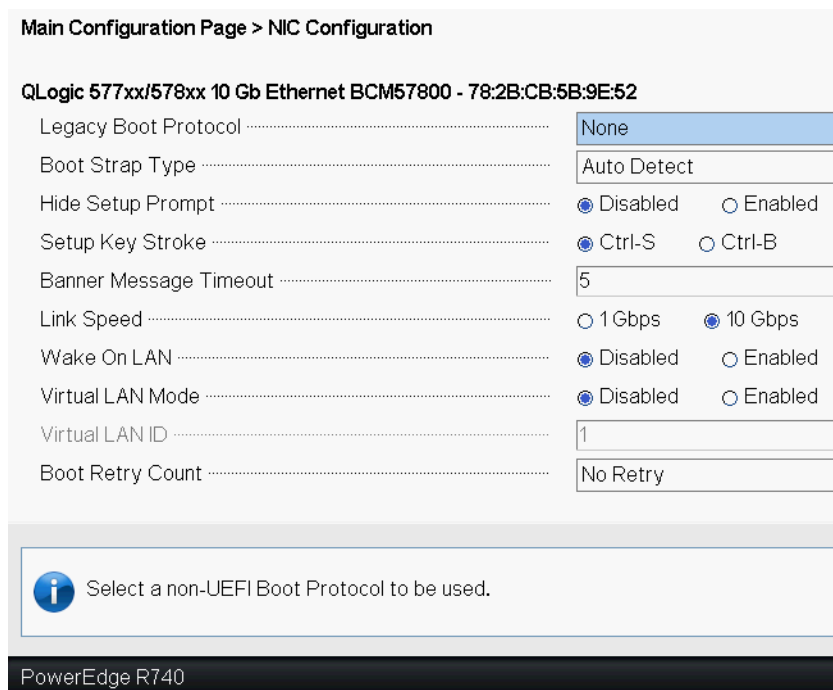 Main Configuration Page > NIC Configuration
QLogic 577xx/578xx 10 Gb Ethernet BCM57800 - 78:2B:CB:5B:9E:52
Legacy Boot Protocol None
Boot Strap Type Auto Detect
Hide Setup Prompt Disabled Enabled
Setup Key Stroke Ctrl-S Ctrl-B
Banner Message Timeout 5
Link Speed 1 Gbps 10 Gbps
Wake On LAN Disabled Enabled
Virtual LAN Mode Disabled Enabled
Virtual LAN ID 1
Boot Retry Count No Retry
Select a non-UEFI Boot Protocol to be used.
PowerEdge R740